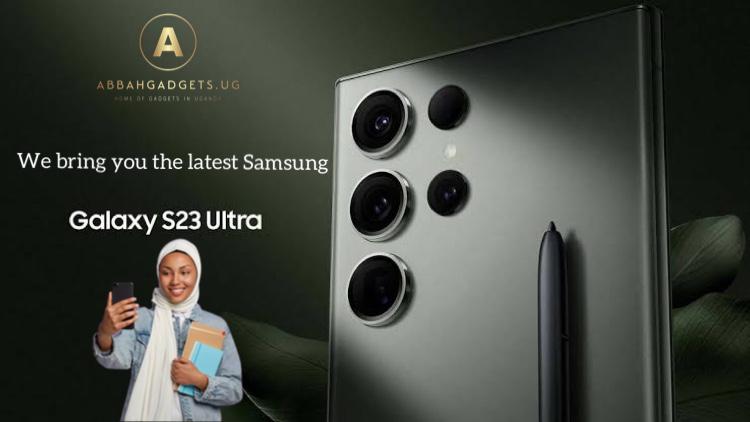 A
ABBAHGADGETS.UG
HOME OF GADGETS IN UGANDA
We bring you the latest Samsung
Galaxy S23 Ultra